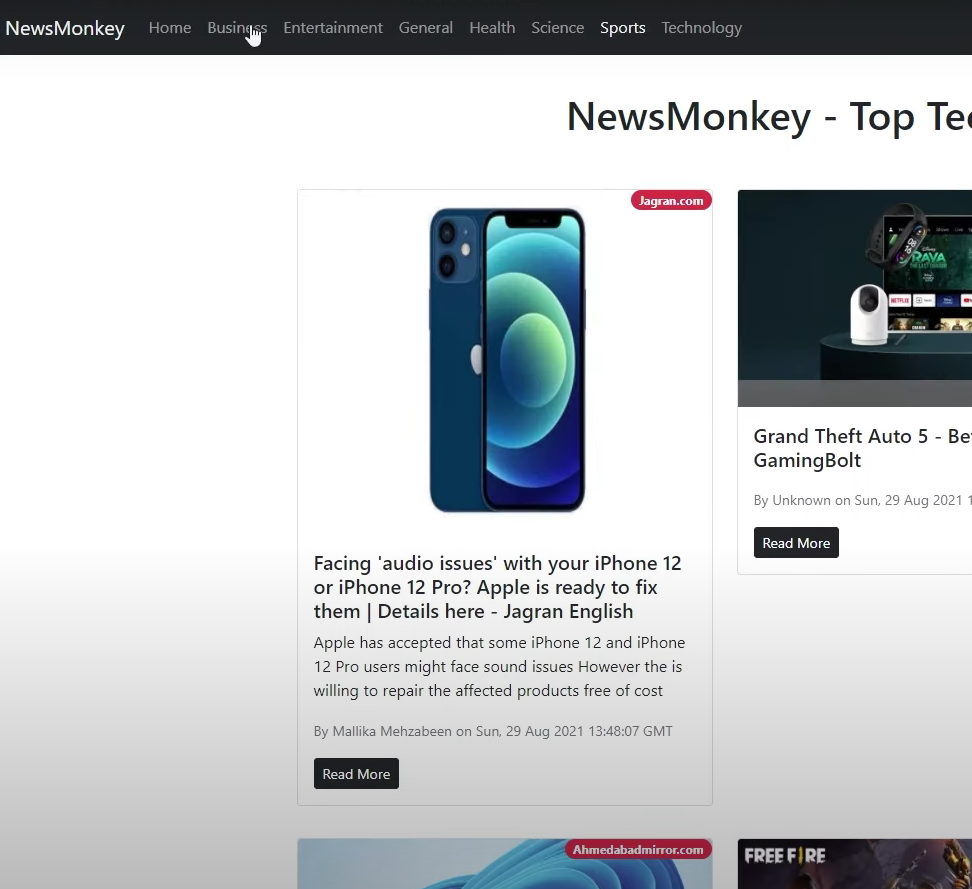 NewsMonkey Home Business Entertainment General Health Science Sports Technology
NewsMonkey - Top
Jagran.com
Facing 'audio issues' with your iPhone 12
or iPhone 12 Pro? Apple is ready to fix
them | Details here - Jagran English
Apple has accepted that some iPhone 12 and iPhone
12 Pro users might face sound issues However the is
willing to repair the affected products free of cost
By Mallika Mehzabeen on Sun, 29 Aug 2021 13:48:07 GMT
Read More
RAYA
NETFLIX
Grand Theft Auto 5 -
GamingBolt
By Unknown on Sun, 29 Aug 2021
Read More
Ahmedabadmirror.com
FREE FIRE